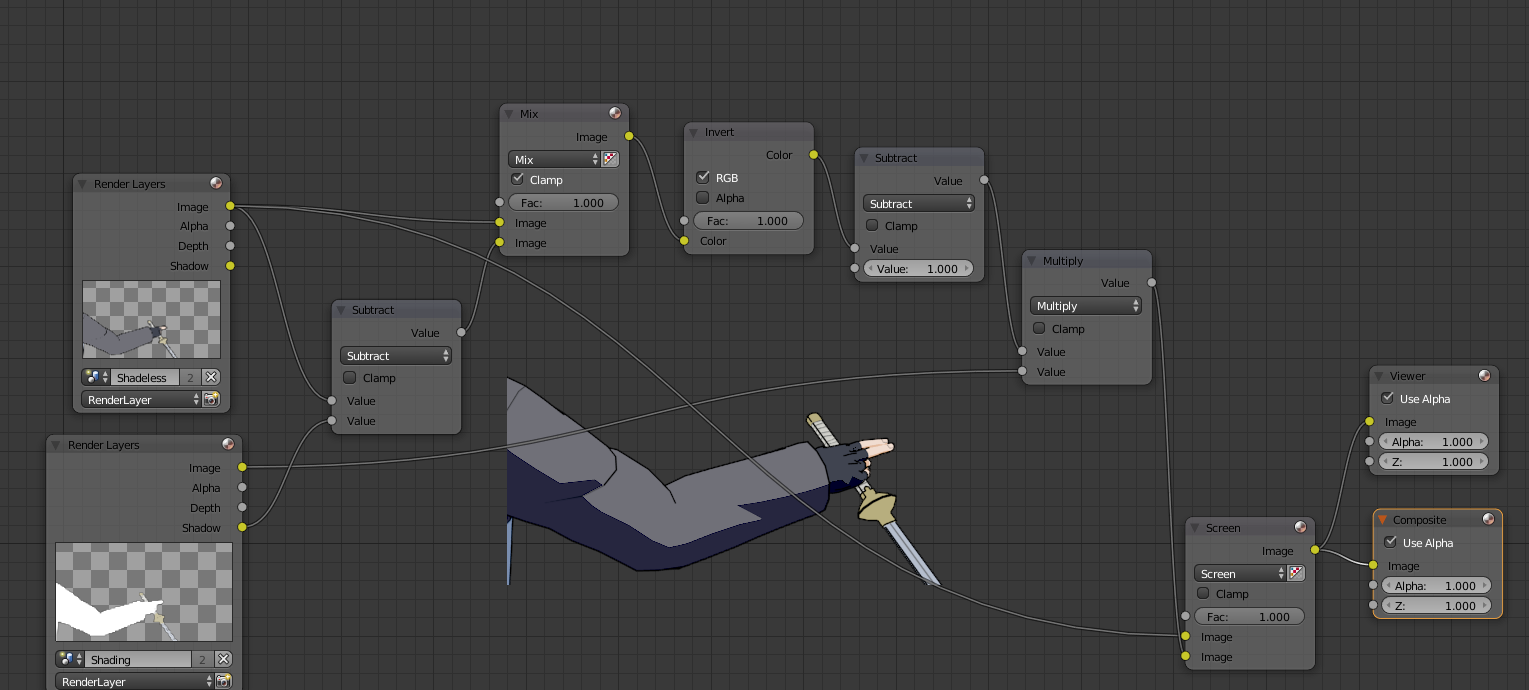 Render Layers
Image
Alpha
Depth
Shadow
Shadeless 2
RenderLayer
Render Layers
Image
Alpha
Depth
Shadow
Shading 2
RenderLayer
Subtract
Value
Subtract
Clamp
Value
Value
Mix
Image
Mix
Clamp
Fac: 1.000
Image
Image
Invert
Color
RGB
Alpha
Fac: 1.000
Color
Subtract
Value
Subtract
Clamp
Value
Value: 1.000
Multiply
Value
Multiply
Clamp
Value
Value
Screen
Image
Screen
Clamp
Fac: 1.000
Image
Image
Viewer
Use Alpha
Image
Alpha: 1.000
Z: 1.000
Composite
Use Alpha
Image
Alpha: 1.000
Z: 1.000